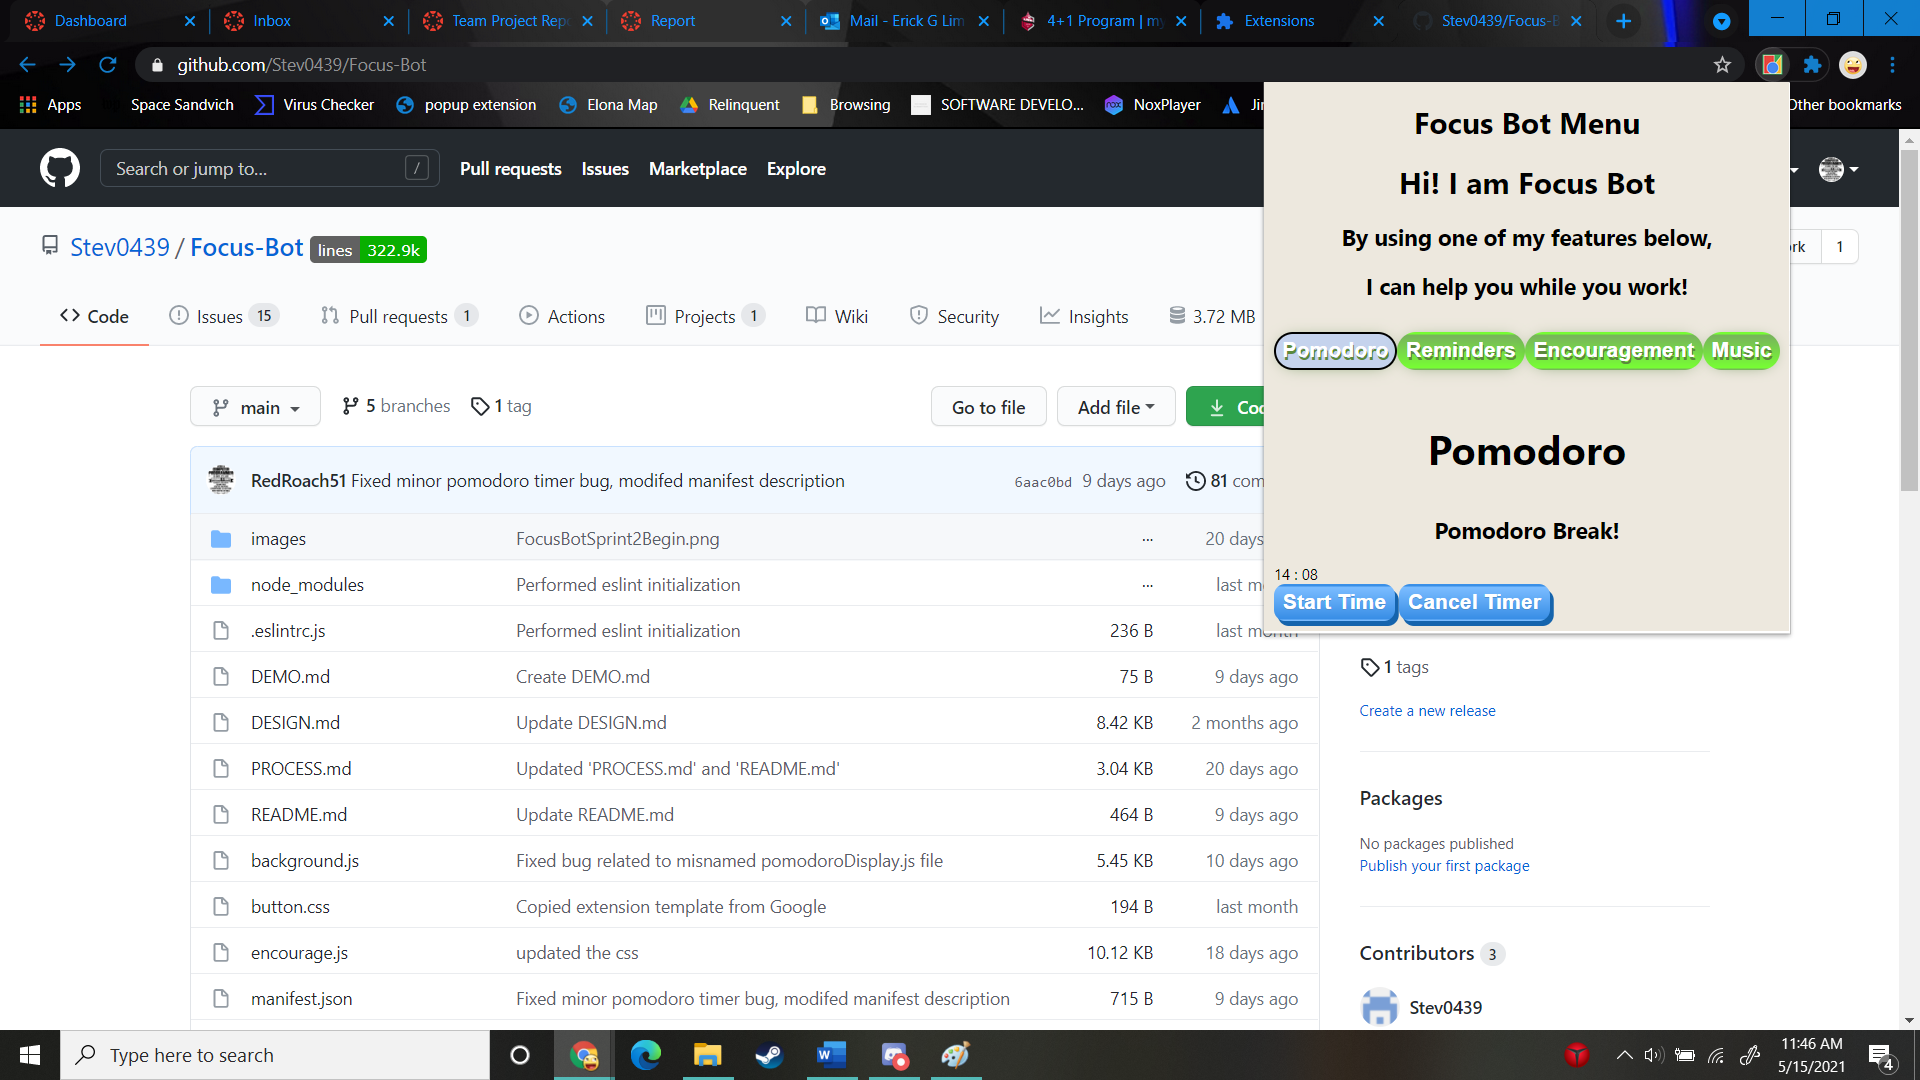 Dashboard Inbox Team Project Rep Report Mail - Erick G Lim 4+1 Program | my Extensions Stev0439/Focus-B
github.com/Stev0439/Focus-Bot
Apps Space Sandvich Virus Checker popup extension Elona Map Relinquent Browsing SOFTWARE DEVELO... NoxPlayer Other bookmarks
Search or jump to... / Pull requests Issues Marketplace Explore
Stev0439 / Focus-Bot lines 322.9k 1
Code Issues 15 Pull requests 1 Actions Projects 1 Wiki Security Insights 3.72 MB
main 5 branches 1 tag Go to file Add file
RedRoach51 Fixed minor pomodoro timer bug, modifed manifest description 6aac0bd 9 days ago 81
images FocusBotSprint2Begin.png ... 20 days
node_modules Performed eslint initialization ... last
.eslintrc.js Performed eslint initialization 236 B last month
DEMO.md Create DEMO.md 75 B 9 days ago
DESIGN.md Update DESIGN.md 8.42 KB 2 months ago
PROCESS.md Updated 'PROCESS.md' and 'README.md' 3.04 KB 20 days ago
README.md Update README.md 464 B 9 days ago
background.js Fixed bug related to misnamed pomodoroDisplay.js file 5.45 KB 10 days ago
button.css Copied extension template from Google 194 B last month
encourage.js updated the css 10.12 KB 18 days ago
manifest.json Fixed minor pomodoro timer bug, modifed manifest description 715 B 9 days ago
Focus Bot Menu
Hi! I am Focus Bot
By using one of my features below,
I can help you while you work!
Pomodoro Reminders Encouragement Music
Pomodoro
Pomodoro Break!
14 : 08
Start Time Cancel Timer
1 tags
Create a new release
Packages
No packages published
Publish your first package
Contributors 3
Stev0439
Type here to search
11:46 AM
5/15/2021
4